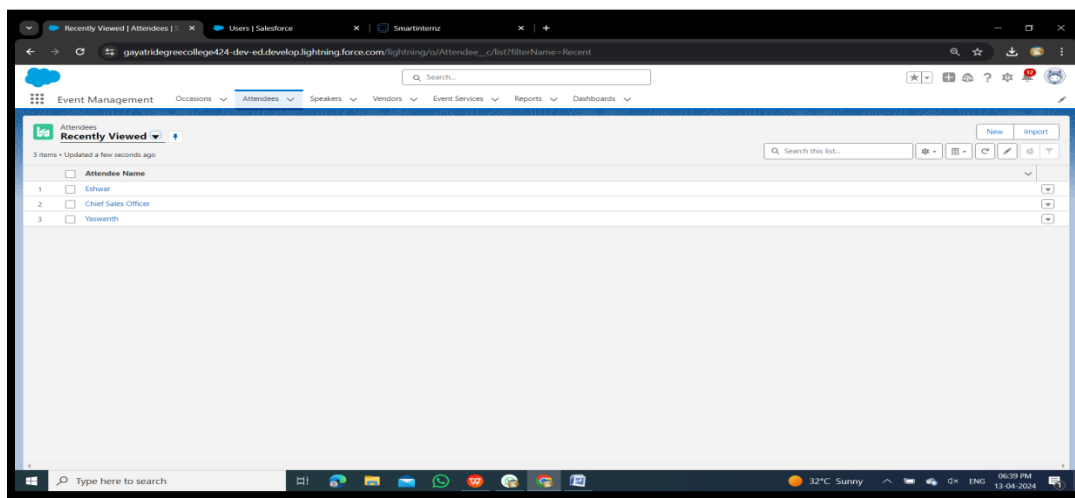 Recently Viewed | Attendees | S
Users | Salesforce
Smartinternz
gayatridegreecollege424-dev-ed.develop.lightning.force.com/lightning/o/Attendee__c/list?filterName=Recent
Search...
12
Event Management Occasions Attendees Speakers Vendors Event Services Reports Dashboards
Attendees
Recently Viewed
New Import
3 items • Updated a few seconds ago
Search this list...
Attendee Name
1 Eshwar
2 Chief Sales Officer
3 Yaswanth
Type here to search
32°C Sunny
ENG
06:39 PM
13-04-2024